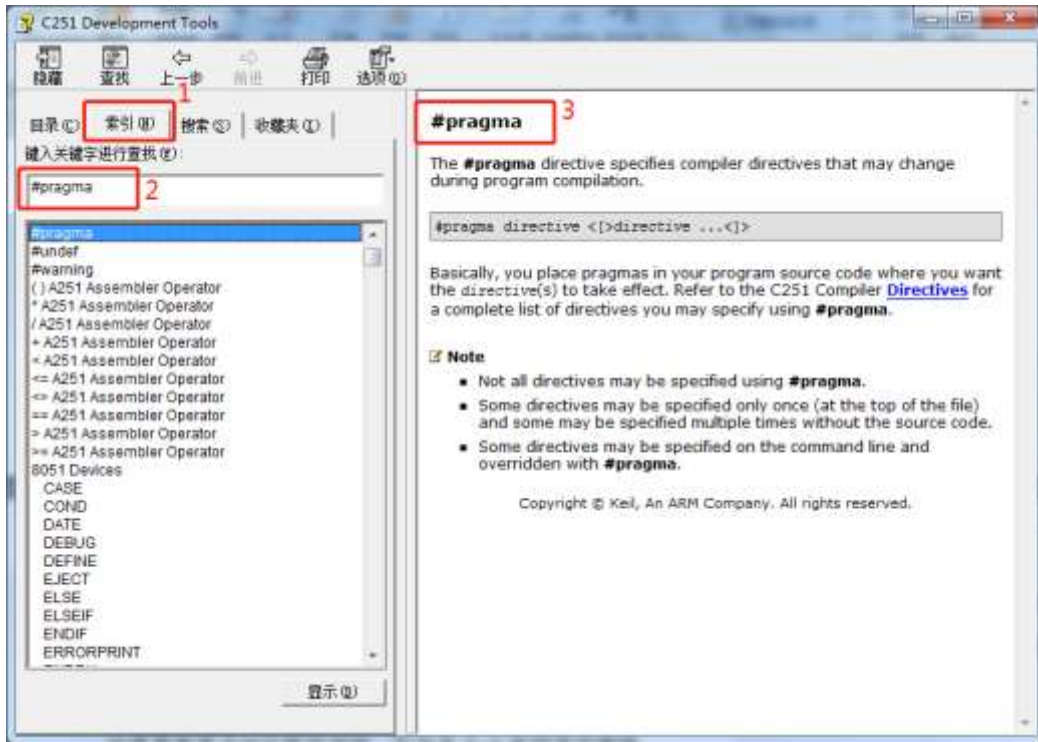 C251 Development Tools
隐藏 查找 上一步 前进 打印 选项(O)
1
目录(C) 索引(N) 搜索(S) 收藏夹(I)
键入关键字进行查找(W):
#pragma
2
#pragma
#undef
#warning
( ) A251 Assembler Operator
* A251 Assembler Operator
/ A251 Assembler Operator
+ A251 Assembler Operator
< A251 Assembler Operator
<= A251 Assembler Operator
<> A251 Assembler Operator
== A251 Assembler Operator
> A251 Assembler Operator
>= A251 Assembler Operator
8051 Devices
CASE
COND
DATE
DEBUG
DEFINE
EJECT
ELSE
ELSEIF
ENDIF
ERRORPRINT
显示(D)
#pragma
3
The #pragma directive specifies compiler directives that may change
during program compilation.
#pragma directive <[>directive ...<]>
Basically, you place pragmas in your program source code where you want
the directive(s) to take effect. Refer to the C251 Compiler Directives for
a complete list of directives you may specify using #pragma.
Note
▪ Not all directives may be specified using #pragma.
▪ Some directives may be specified only once (at the top of the file)
and some may be specified multiple times without the source code.
▪ Some directives may be specified on the command line and
overridden with #pragma.
Copyright © Keil, An ARM Company. All rights reserved.